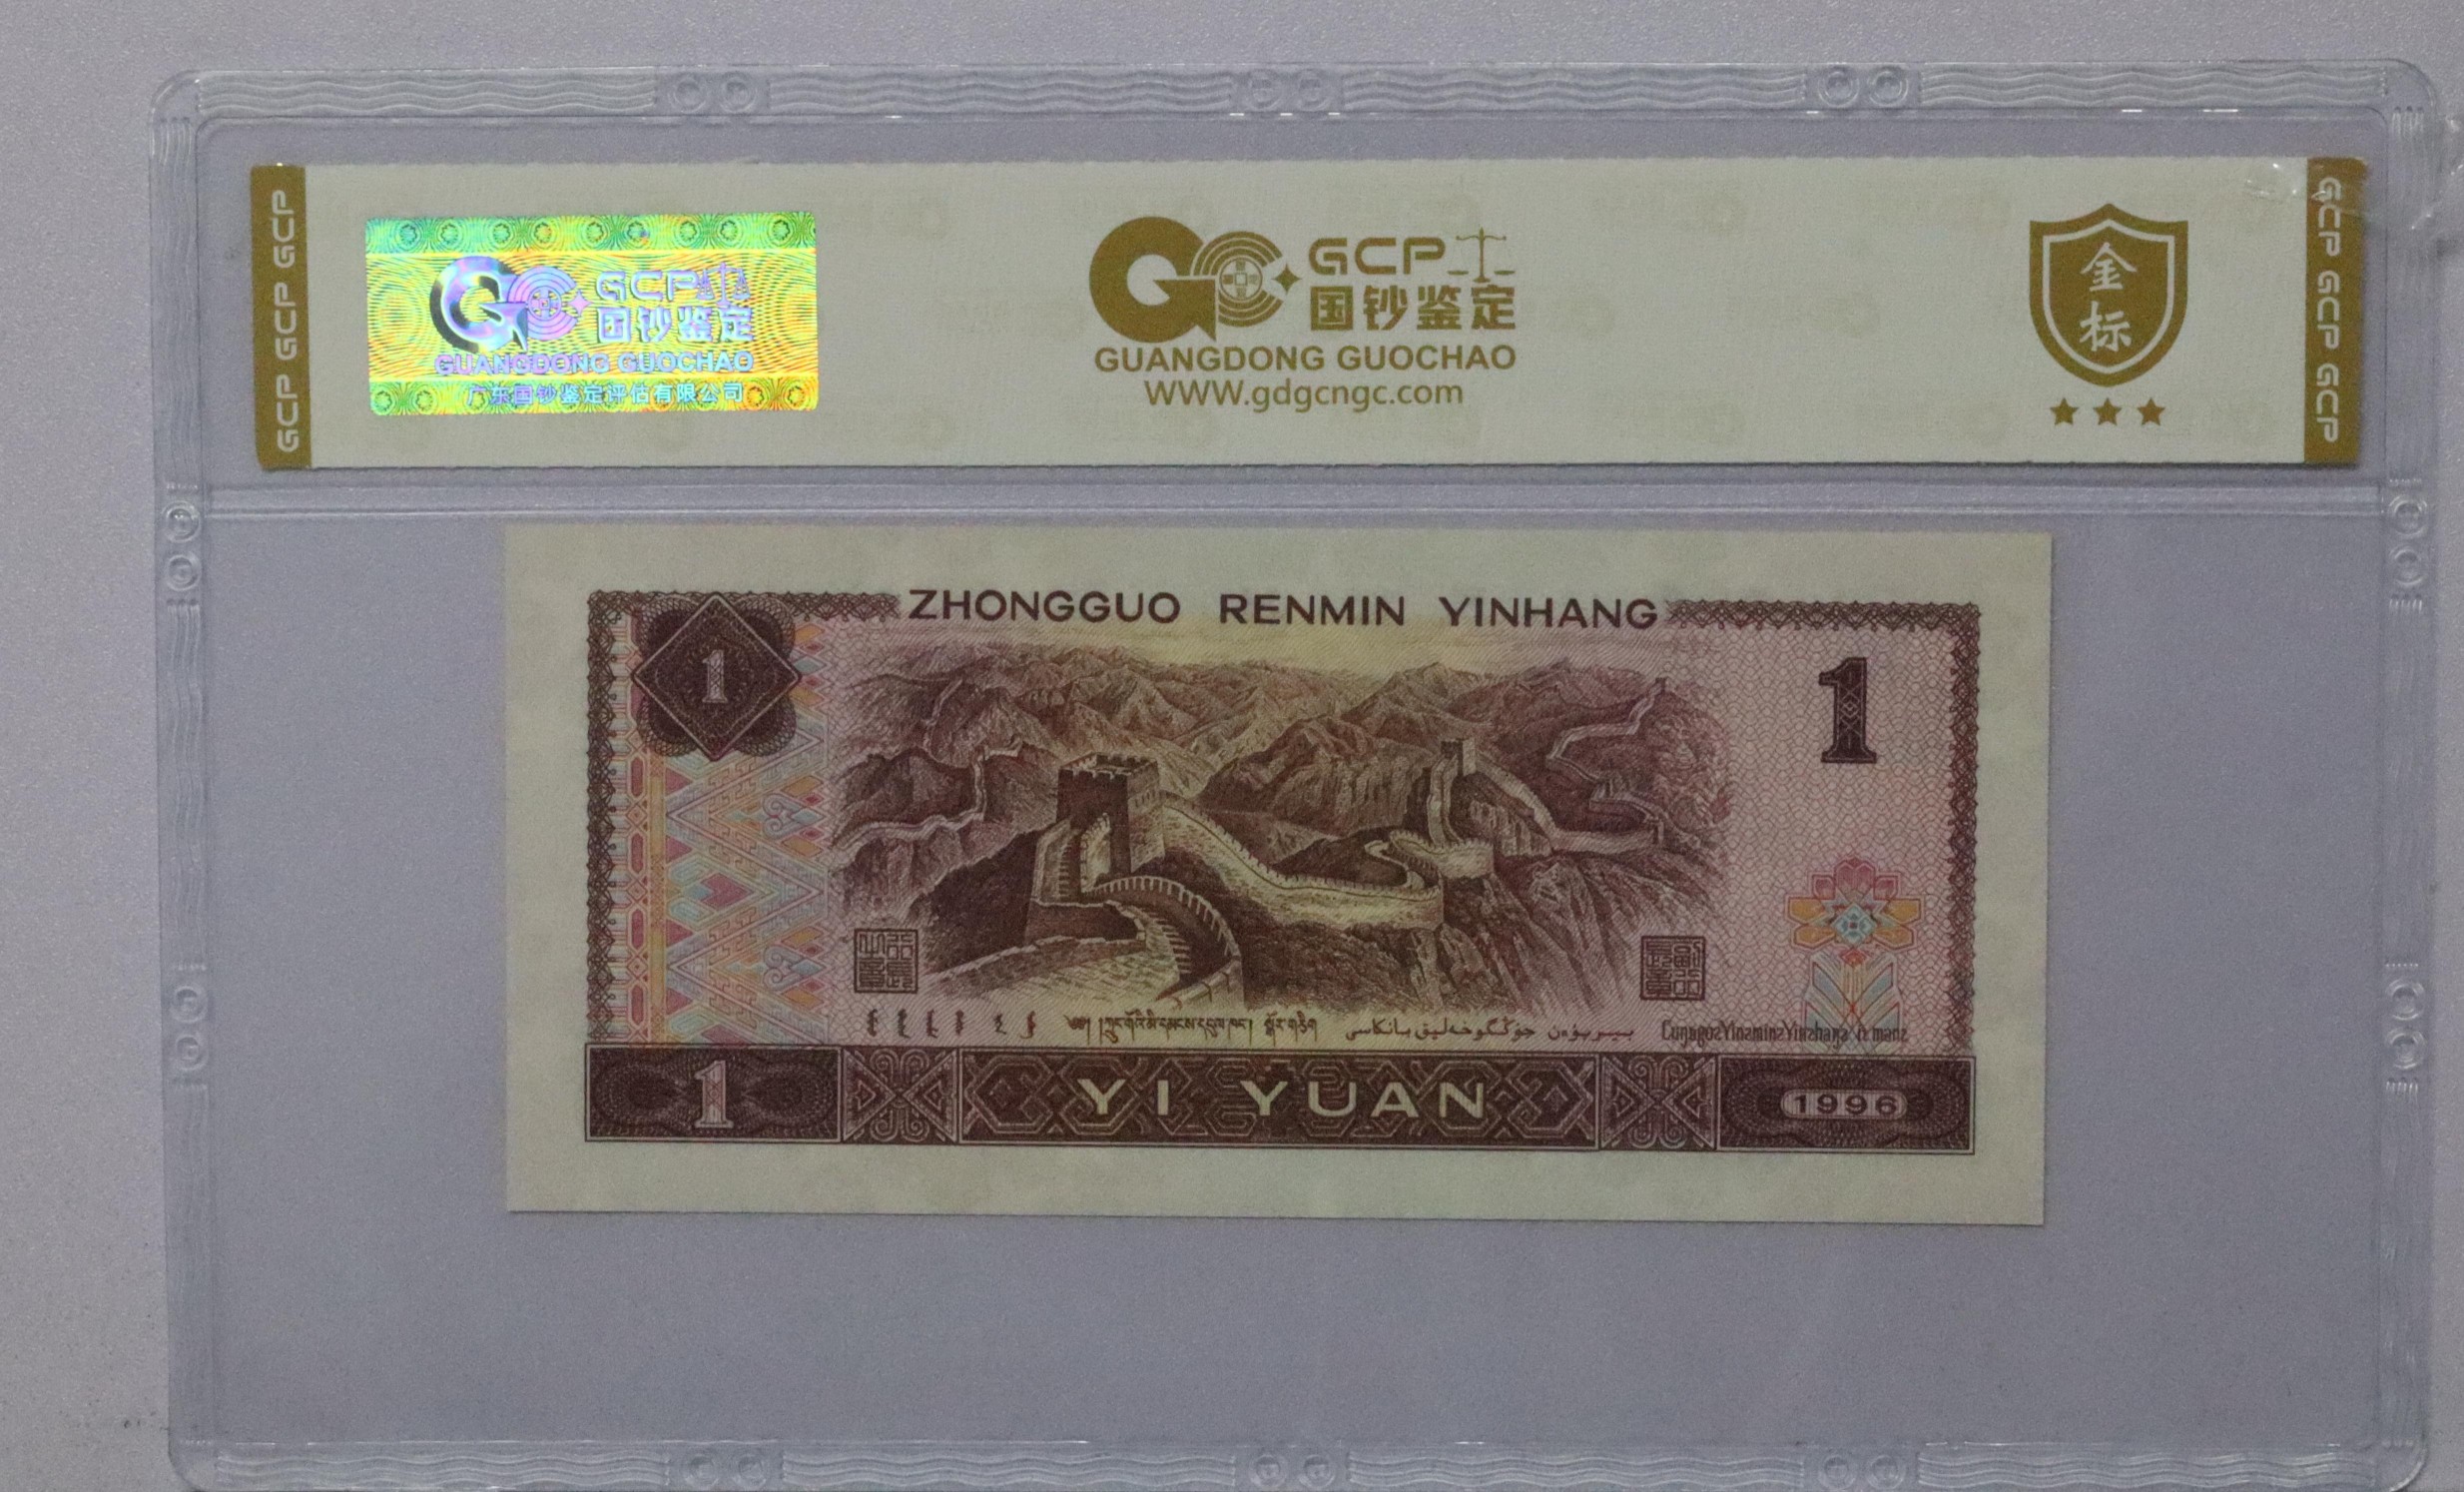 GCP GCP GCP
GCP
国钞鉴定
GUANGDONG GUOCHAO
广东国钞鉴定评估有限公司
GCP
国钞鉴定
GUANGDONG GUOCHAO
WWW.gdgcngc.com
金
标
GCP GCP GCP
ZHONGGUO RENMIN YINHANG
1
1
1
YI YUAN
1996